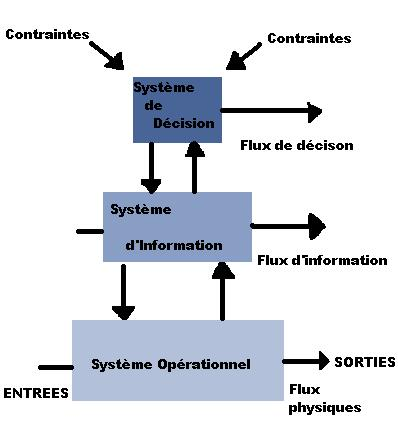 Contraintes
Contraintes
Système
de
Décision
Flux de décison
Système
d'Information
Flux d'information
Système Opérationnel
SORTIES
ENTREES
Flux
physiques